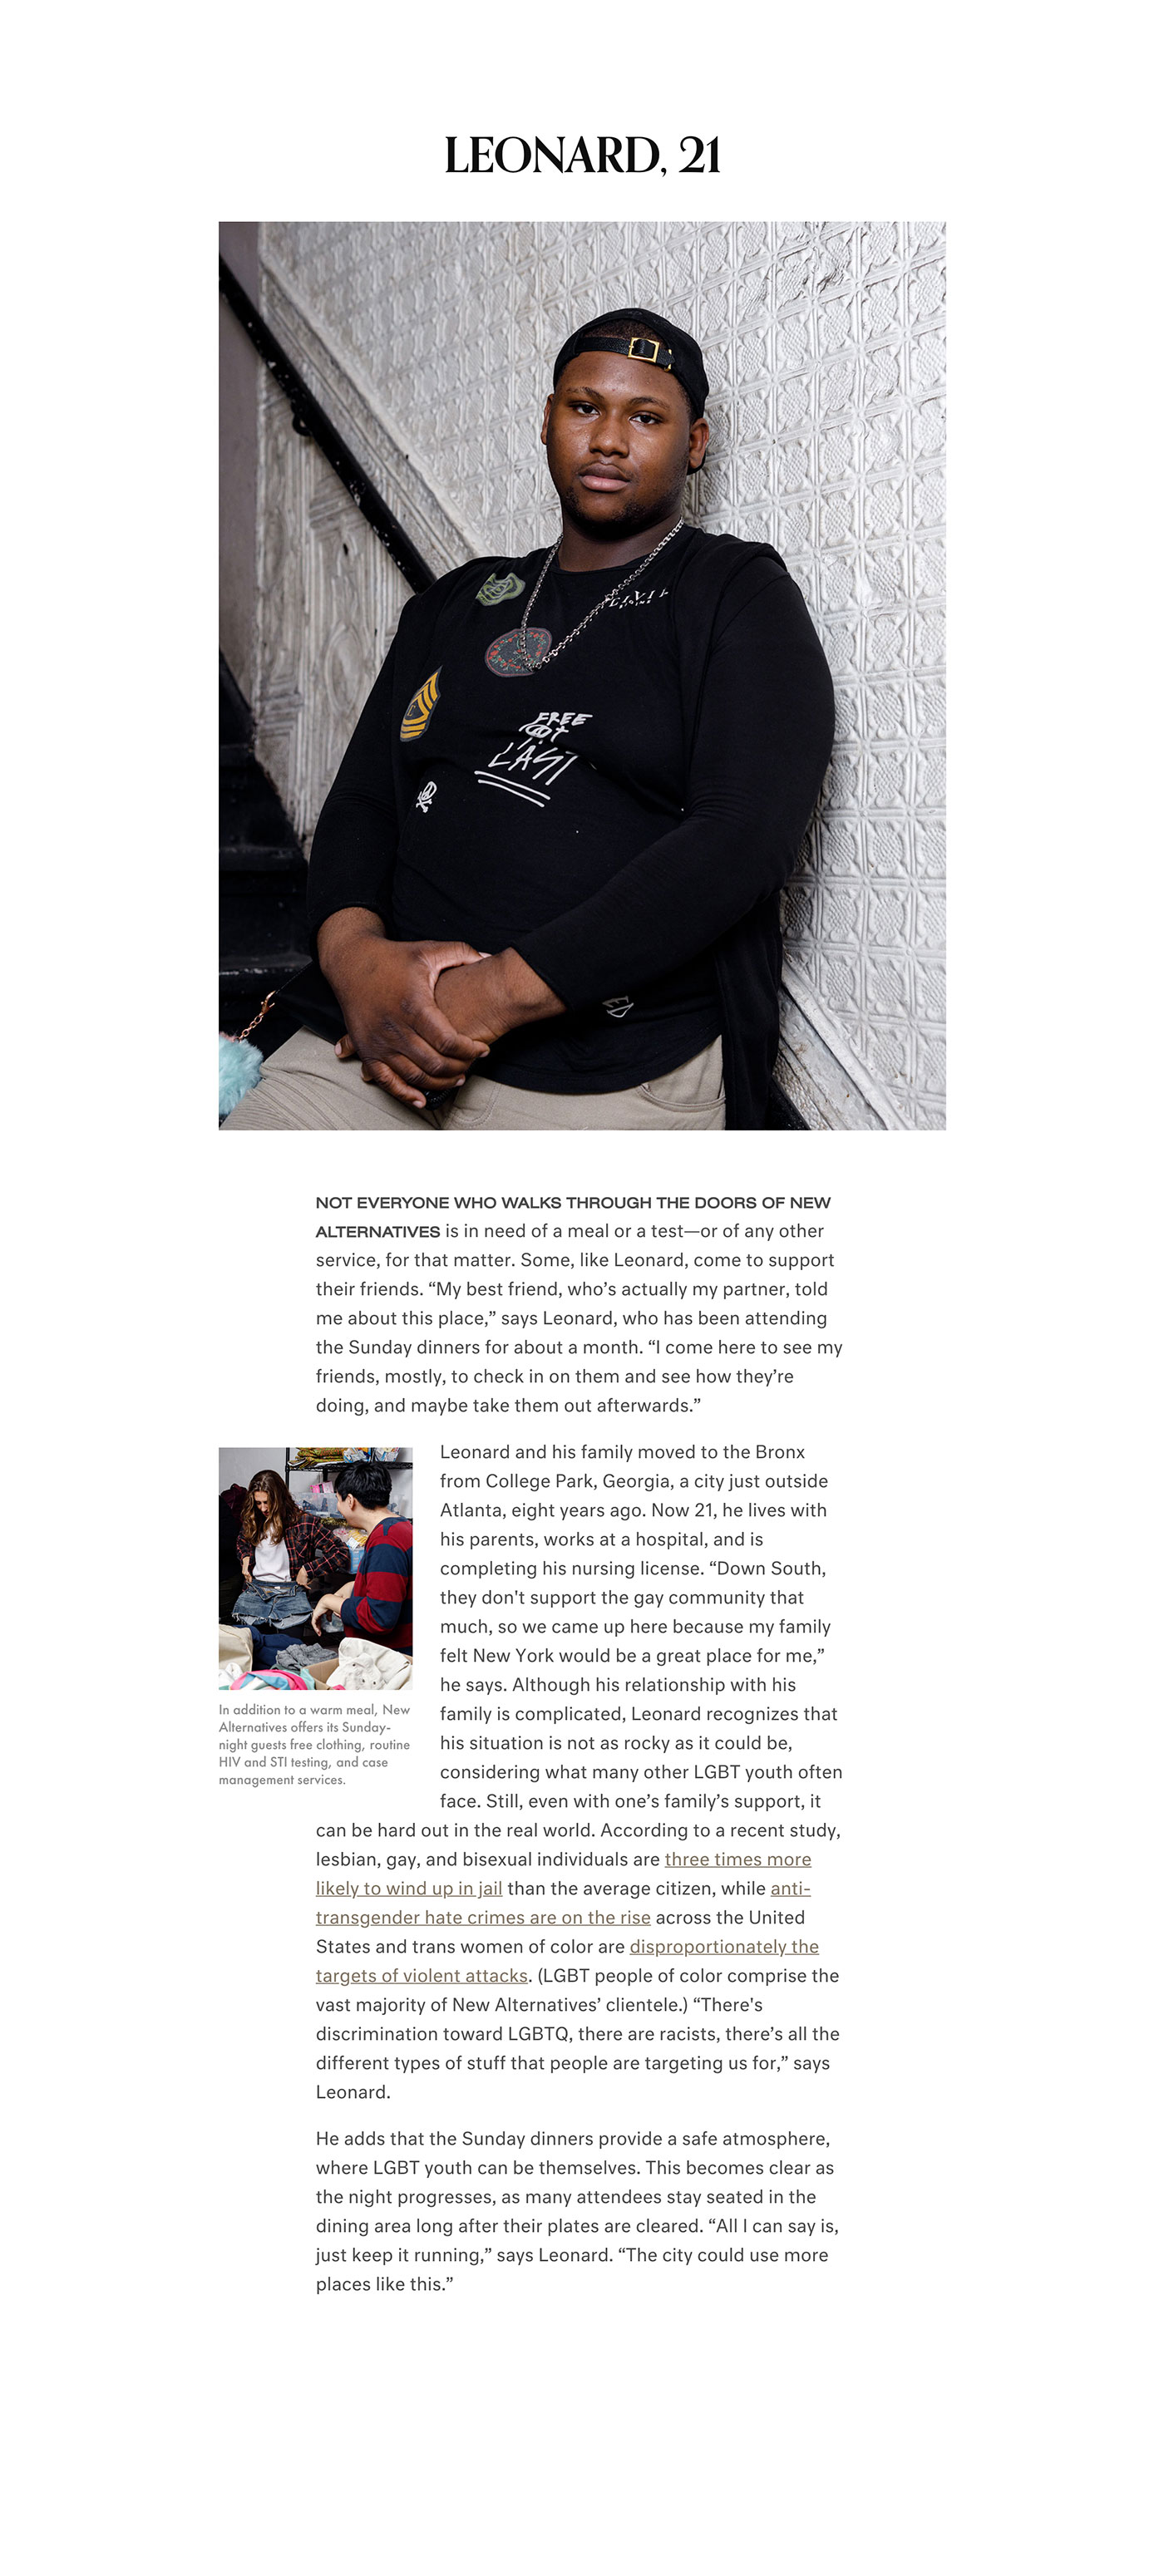 LEONARD, 21
FREE
@t
LAST
ED
NOT EVERYONE WHO WALKS THROUGH THE DOORS OF NEW
ALTERNATIVES is in need of a meal or a test—or of any other
service, for that matter. Some, like Leonard, come to support
their friends. “My best friend, who’s actually my partner, told
me about this place,” says Leonard, who has been attending
the Sunday dinners for about a month. “I come here to see my
friends, mostly, to check in on them and see how they’re
doing, and maybe take them out afterwards.”
Leonard and his family moved to the Bronx
from College Park, Georgia, a city just outside
Atlanta, eight years ago. Now 21, he lives with
his parents, works at a hospital, and is
completing his nursing license. “Down South,
they don't support the gay community that
much, so we came up here because my family
felt New York would be a great place for me,”
he says. Although his relationship with his
family is complicated, Leonard recognizes that
his situation is not as rocky as it could be,
considering what many other LGBT youth often
face. Still, even with one’s family’s support, it
can be hard out in the real world. According to a recent study,
lesbian, gay, and bisexual individuals are three times more
likely to wind up in jail than the average citizen, while anti-
transgender hate crimes are on the rise across the United
States and trans women of color are disproportionately the
targets of violent attacks. (LGBT people of color comprise the
vast majority of New Alternatives’ clientele.) “There's
discrimination toward LGBTQ, there are racists, there’s all the
different types of stuff that people are targeting us for,” says
Leonard.
In addition to a warm meal, New
Alternatives offers its Sunday-
night guests free clothing, routine
HIV and STI testing, and case
management services.
He adds that the Sunday dinners provide a safe atmosphere,
where LGBT youth can be themselves. This becomes clear as
the night progresses, as many attendees stay seated in the
dining area long after their plates are cleared. “All I can say is,
just keep it running,” says Leonard. “The city could use more
places like this.”